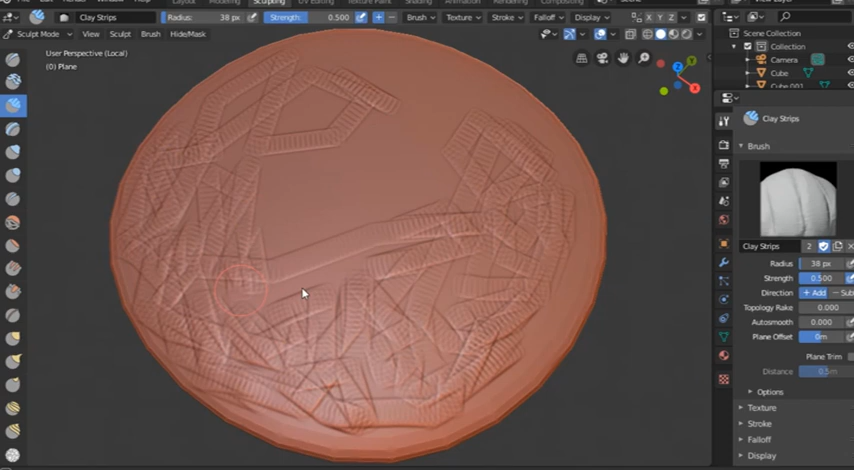 Layout Modeling Sculpting UV Editing Texture Paint Shading Animation Rendering Compositing Scene View Layer
Clay Strips Radius: 38 px Strength: 0.500 Brush Texture Stroke Falloff Display X Y Z
Sculpt Mode View Sculpt Brush Hide/Mask
User Perspective (Local)
(0) Plane
Z
Y
X
Scene Collection
Collection
Camera
Cube
Cube.001
Clay Strips
Brush
Clay Strips 2
Radius 38 px
Strength 0.500
Direction + Add — Sub
Topology Rake 0.000
Autosmooth 0.000
Plane Offset 0m
Plane Trim
Distance 0.5m
Options
Texture
Stroke
Falloff
Display